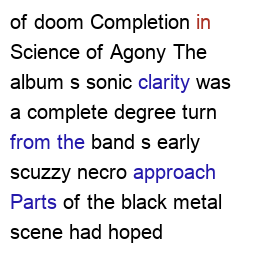 of doom Completion in
Science of Agony The
album s sonic clarity was
a complete degree turn
from the band s early
scuzzy necro approach
Parts of the black metal
scene had hoped